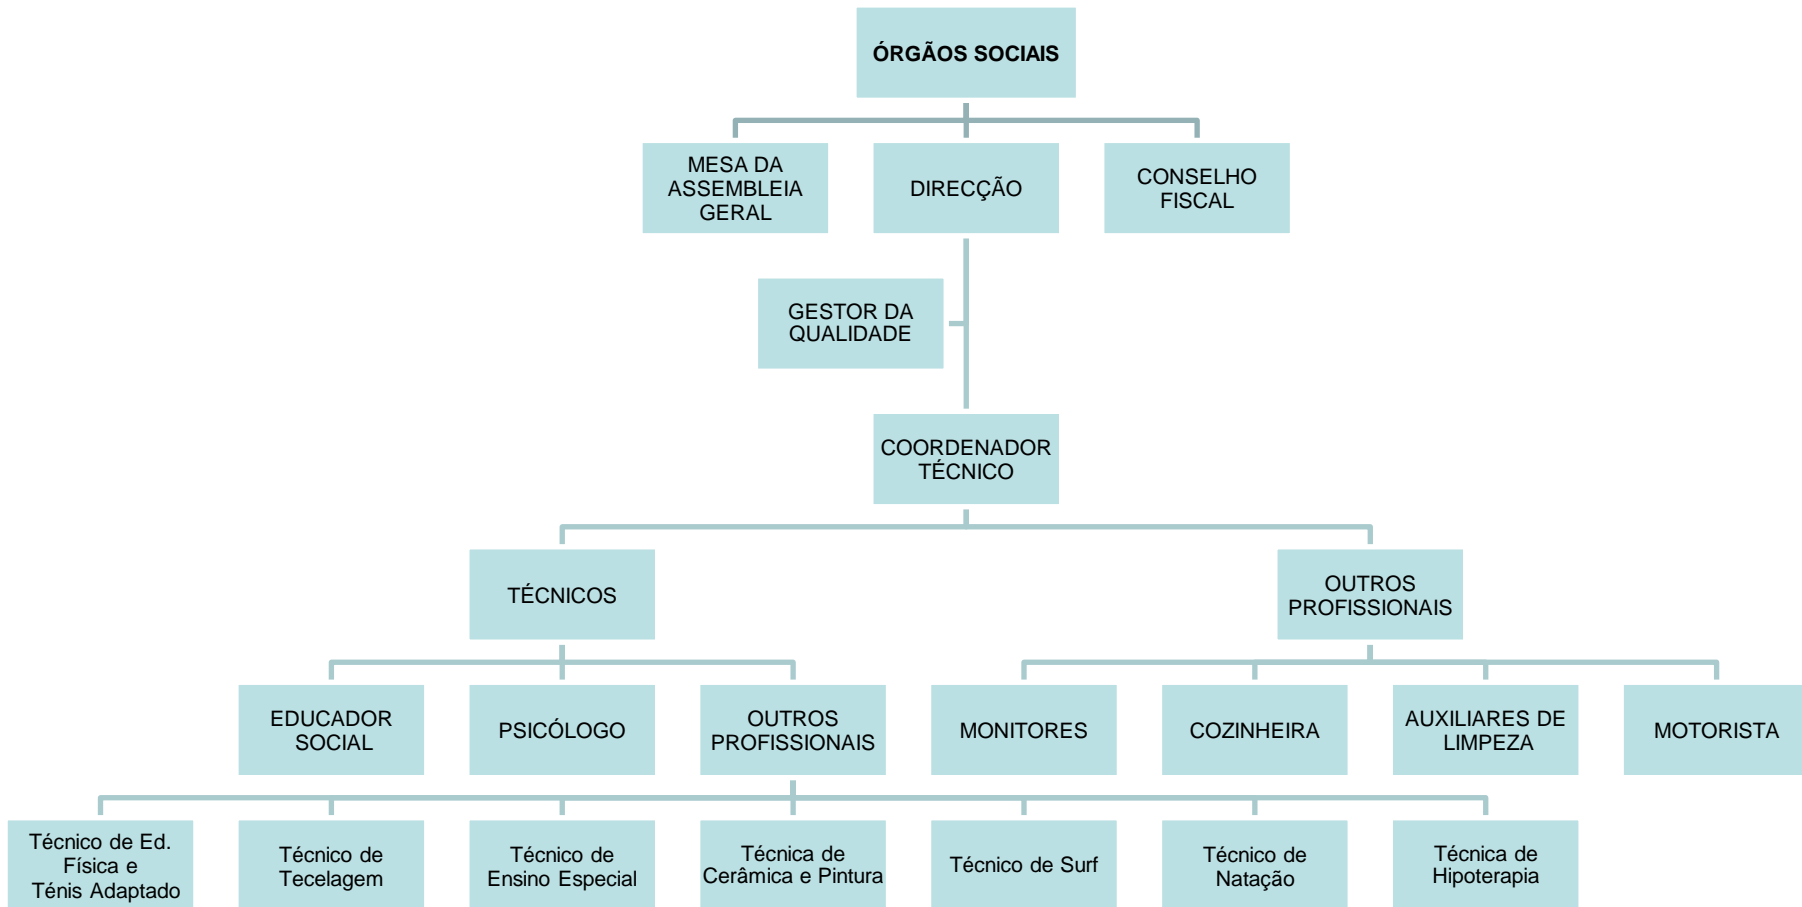 ÓRGÃOS SOCIAIS
MESA DA
ASSEMBLEIA
GERAL
DIRECÇÃO
CONSELHO
FISCAL
GESTOR DA
QUALIDADE
COORDENADOR
TÉCNICO
TÉCNICOS
OUTROS
PROFISSIONAIS
EDUCADOR
SOCIAL
PSICÓLOGO
OUTROS
PROFISSIONAIS
MONITORES
COZINHEIRA
AUXILIARES DE
LIMPEZA
MOTORISTA
Técnico de Ed.
Física e
Ténis Adaptado
Técnico de
Tecelagem
Técnico de
Ensino Especial
Técnica de
Cerâmica e Pintura
Técnico de Surf
Técnico de
Natação
Técnica de
Hipoterapia